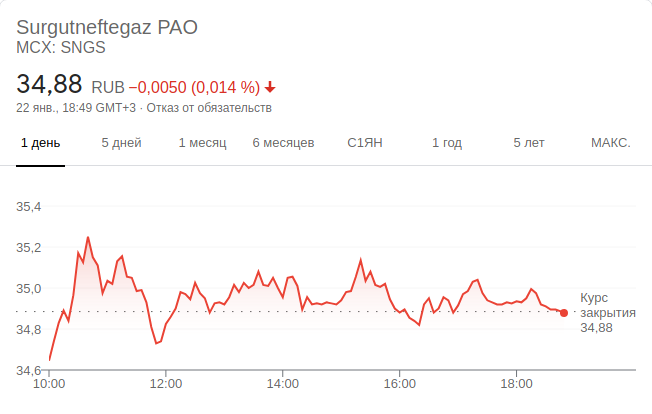 Surgutneftegaz PAO
MCX: SNGS
34,88 RUB −0,0050 (0,014 %)
22 янв., 18:49 GMT+3 · Отказ от обязательств
1 день 5 дней 1 месяц 6 месяцев С1ЯН 1 год 5 лет МАКС.
35,4
35,2
35,0
34,8
34,6
Курс
закрытия
34,88
10:00 12:00 14:00 16:00 18:00